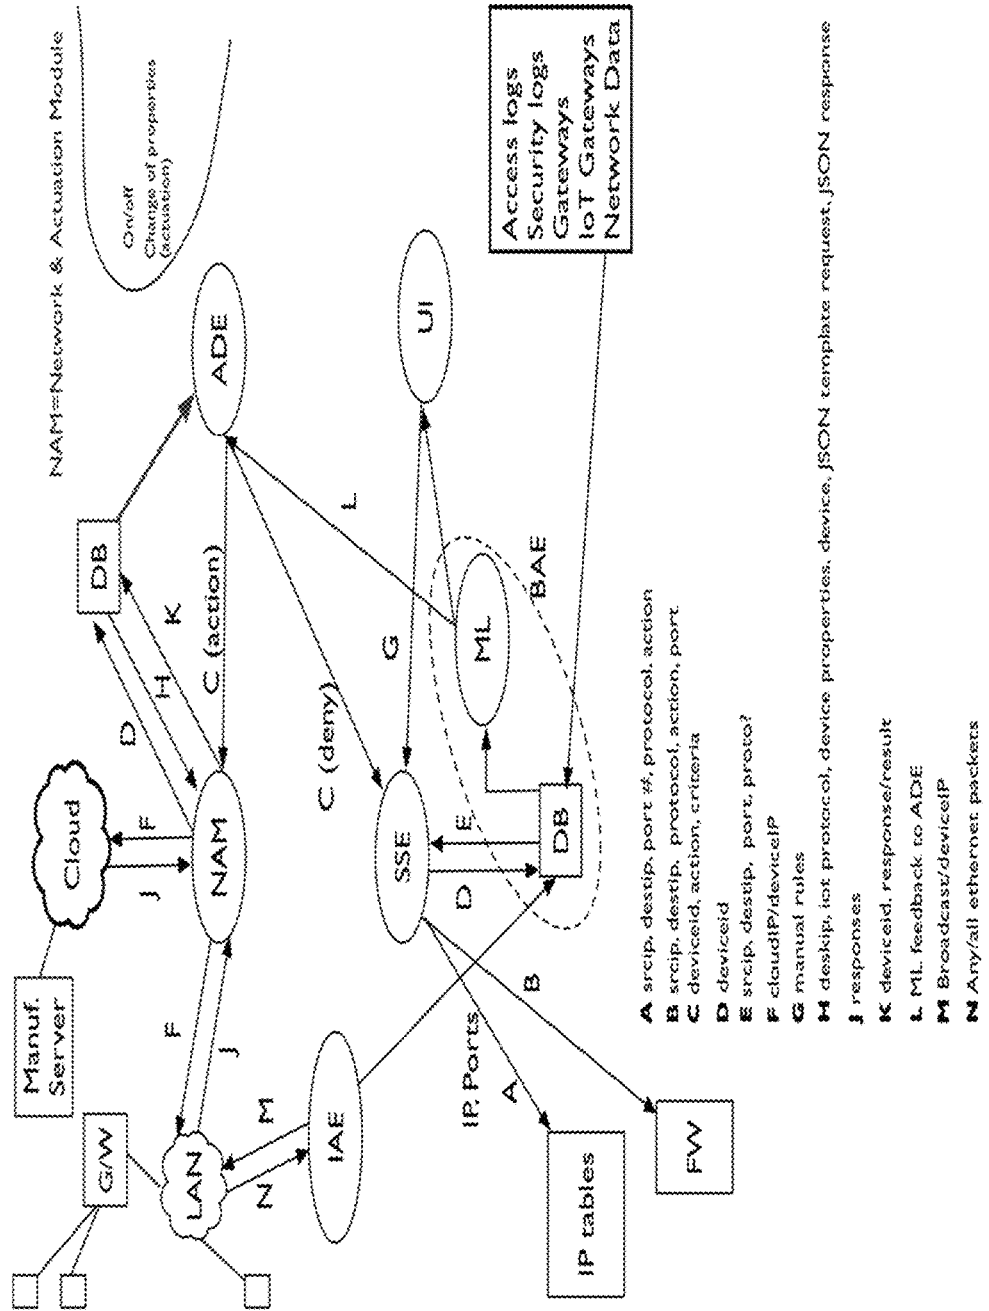 NAM=Network & Actuation Module
On/off
Change of properties
(actuation)
Manuf.
Server
Cloud
G/W
LAN
NAM
DB
ADE
F
J
J
F
D
H
K
C (action)
M
N
IAE
C (deny)
SSE
G
L
UI
D
E
ML
DB
BAE
IP, Ports
A
B
IP tables
FW
Access logs
Security logs
Gateways
IoT Gateways
Network Data
A srcip, destip, port #, protocol, action
B srcip, destip, protocol, action, port
C deviceid, action, criteria
D deviceid
E srcip, destip, port, proto?
F cloudIP/deviceIP
G manual rules
H deskip, iot protocol, device properties, device, JSON template request, JSON response
J responses
K deviceid, response/result
L ML feedback to ADE
M Broadcast/deviceIP
N Any/all ethernet packets